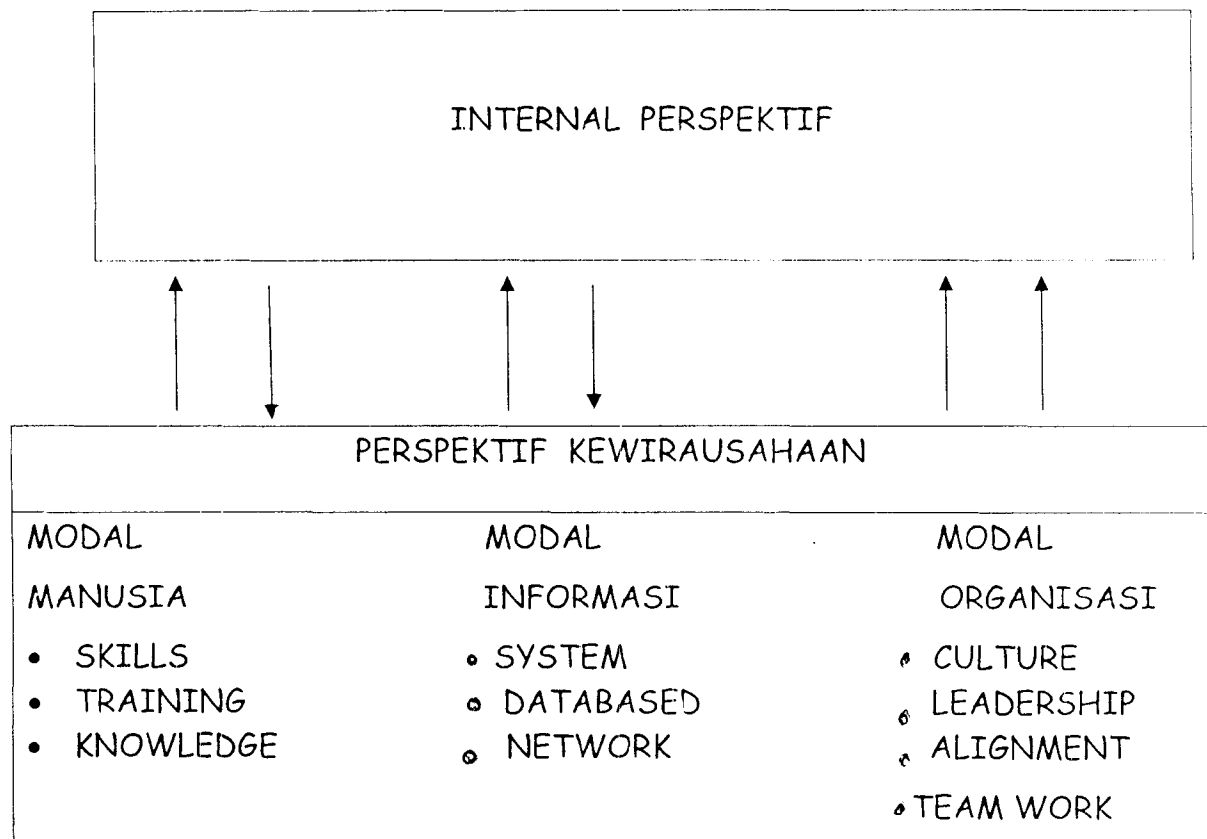 INTERNAL PERSPEKTIF
PERSPEKTIF KEWIRAUSAHAAN
MODAL
MANUSIA
• SKILLS
• TRAINING
• KNOWLEDGE
MODAL
INFORMASI
• SYSTEM
• DATABASED
• NETWORK
MODAL
ORGANISASI
• CULTURE
• LEADERSHIP
• ALIGNMENT
• TEAM WORK